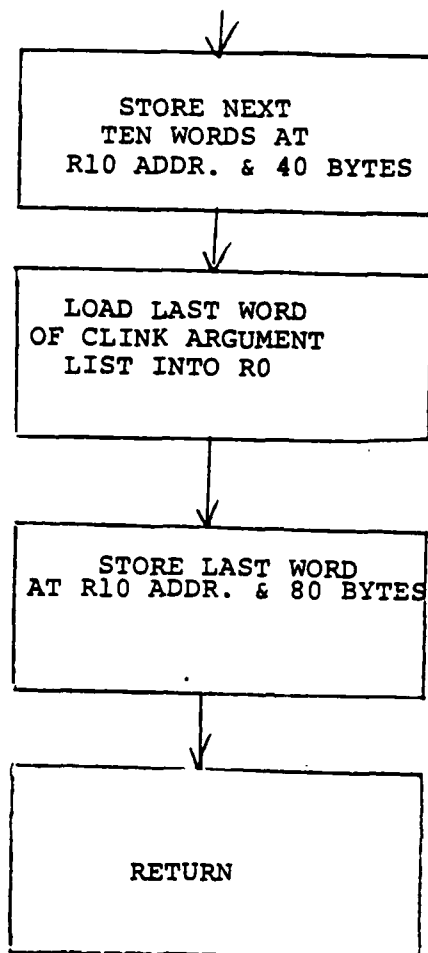 STORE NEXT
TEN WORDS AT
R10 ADDR. & 40 BYTES
LOAD LAST WORD
OF CLINK ARGUMENT
LIST INTO R0
STORE LAST WORD
AT R10 ADDR. & 80 BYTES
RETURN